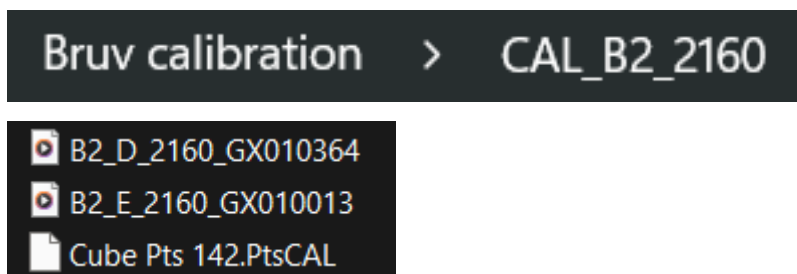 Bruv calibration > CAL_B2_2160
B2_D_2160_GX010364
B2_E_2160_GX010013
Cube Pts 142.PtsCAL